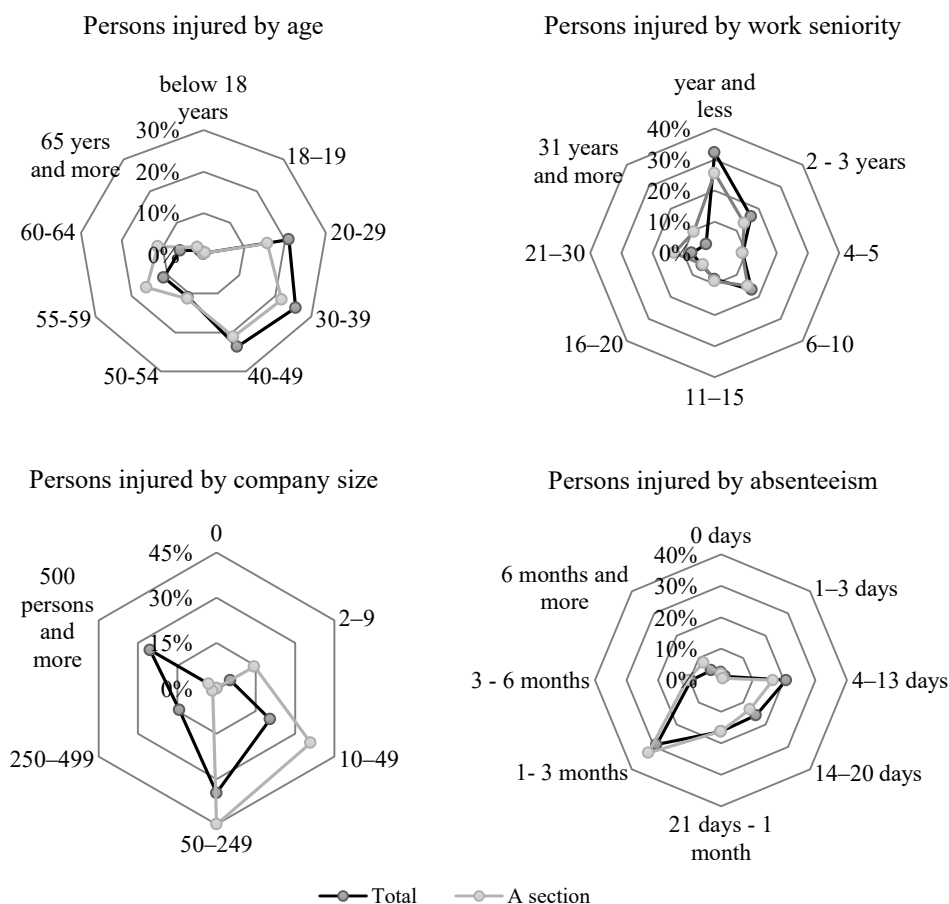 Persons injured by age
below 18
years
30%
20%
10%
0%
18–19
20-29
30-39
40-49
50-54
55-59
60-64
65 yers
and more
Persons injured by work seniority
year and
less
40%
30%
20%
10%
0%
2 - 3 years
4–5
6–10
11–15
16–20
21–30
31 years
and more
Persons injured by company size
0
45%
30%
15%
0%
2–9
10–49
50–249
250–499
500
persons
and
more
Persons injured by absenteeism
0 days
40%
30%
20%
10%
0%
1–3 days
4–13 days
14–20 days
21 days - 1
month
1- 3 months
3 - 6 months
6 months and
more
Total
A section